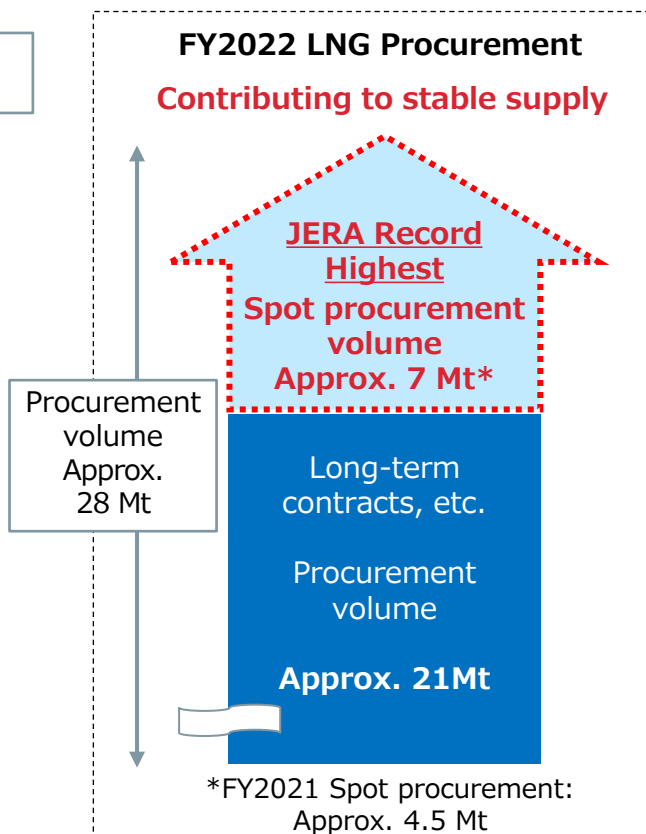 FY2022 LNG Procurement
Contributing to stable supply
JERA Record
Highest
Spot procurement
volume
Approx. 7 Mt*
Procurement
volume
Approx.
28 Mt
Long-term
contracts, etc.
Procurement
volume
Approx. 21Mt
*FY2021 Spot procurement:
Approx. 4.5 Mt